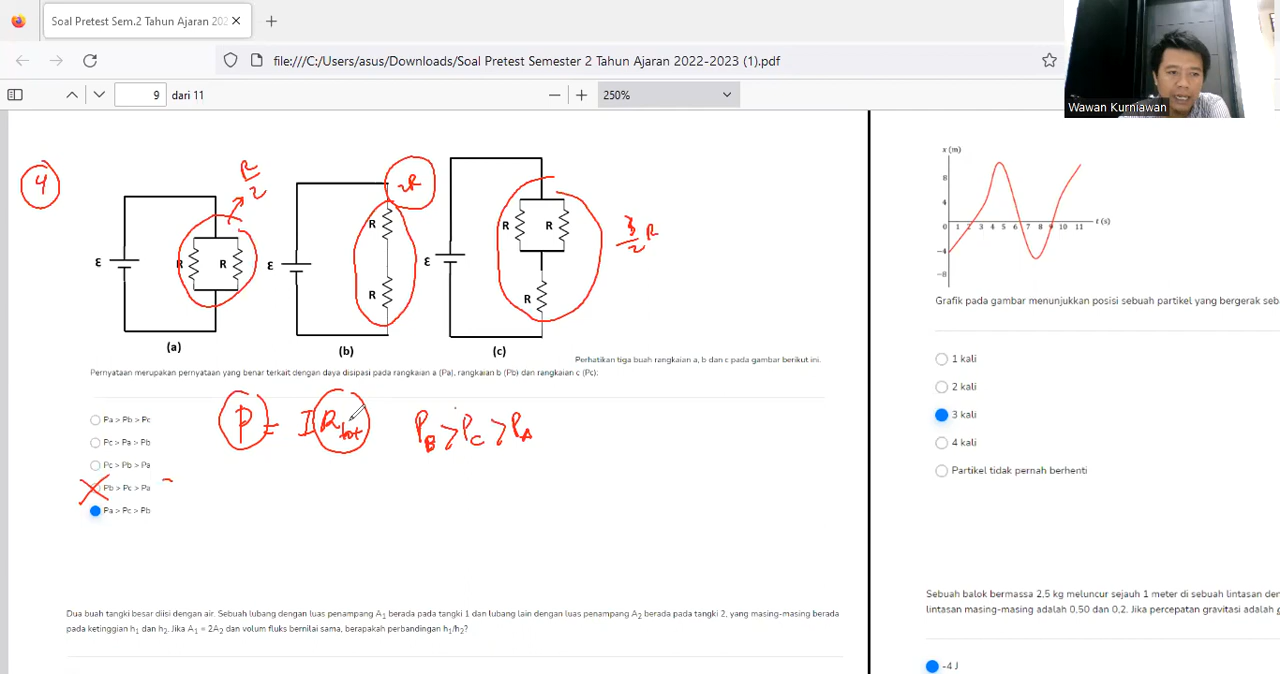 Soal Pretest Sem.2 Tahun Ajaran 202
file:///C:/Users/asus/Downloads/Soal Pretest Semester 2 Tahun Ajaran 2022-2023 (1).pdf
9 dari 11
250%
Wawan Kurniawan
4
R/2
2R
3/2 R
ε
R
R
(a)
ε
R
R
(b)
ε
R
R
R
(c)
Perhatikan tiga buah rangkaian a, b dan c pada gambar berikut ini.
Pernyataan merupakan pernyataan yang benar terkait dengan daya disipasi pada rangkaian a (Pa), rangkaian b (Pb) dan rangkaian c (Pc):
Pa > Pb > Pc
Pc > Pa > Pb
Pc > Pb > Pa
Pb > Pc > Pa
Pa > Pc > Pb
P = I R tot
P_B > P_C > P_A
Dua buah tangki besar diisi dengan air. Sebuah lubang dengan luas penampang A₁ berada pada tangki 1 dan lubang lain dengan luas penampang A₂ berada pada tangki 2, yang masing-masing berada
pada ketinggian h₁ dan h₂. Jika A₁ = 2A₂ dan volum fluks bernilai sama, berapakah perbandingan h₁/h₂?
x (m)
8
4
0
−4
−8
1 2 3 4 5 6 7 8 9 10 11
t (s)
Grafik pada gambar menunjukkan posisi sebuah partikel yang bergerak seba
1 kali
2 kali
3 kali
4 kali
Partikel tidak pernah berhenti
Sebuah balok bermassa 2,5 kg meluncur sejauh 1 meter di sebuah lintasan den
lintasan masing-masing adalah 0,50 dan 0,2. Jika percepatan gravitasi adalah g
-4 J